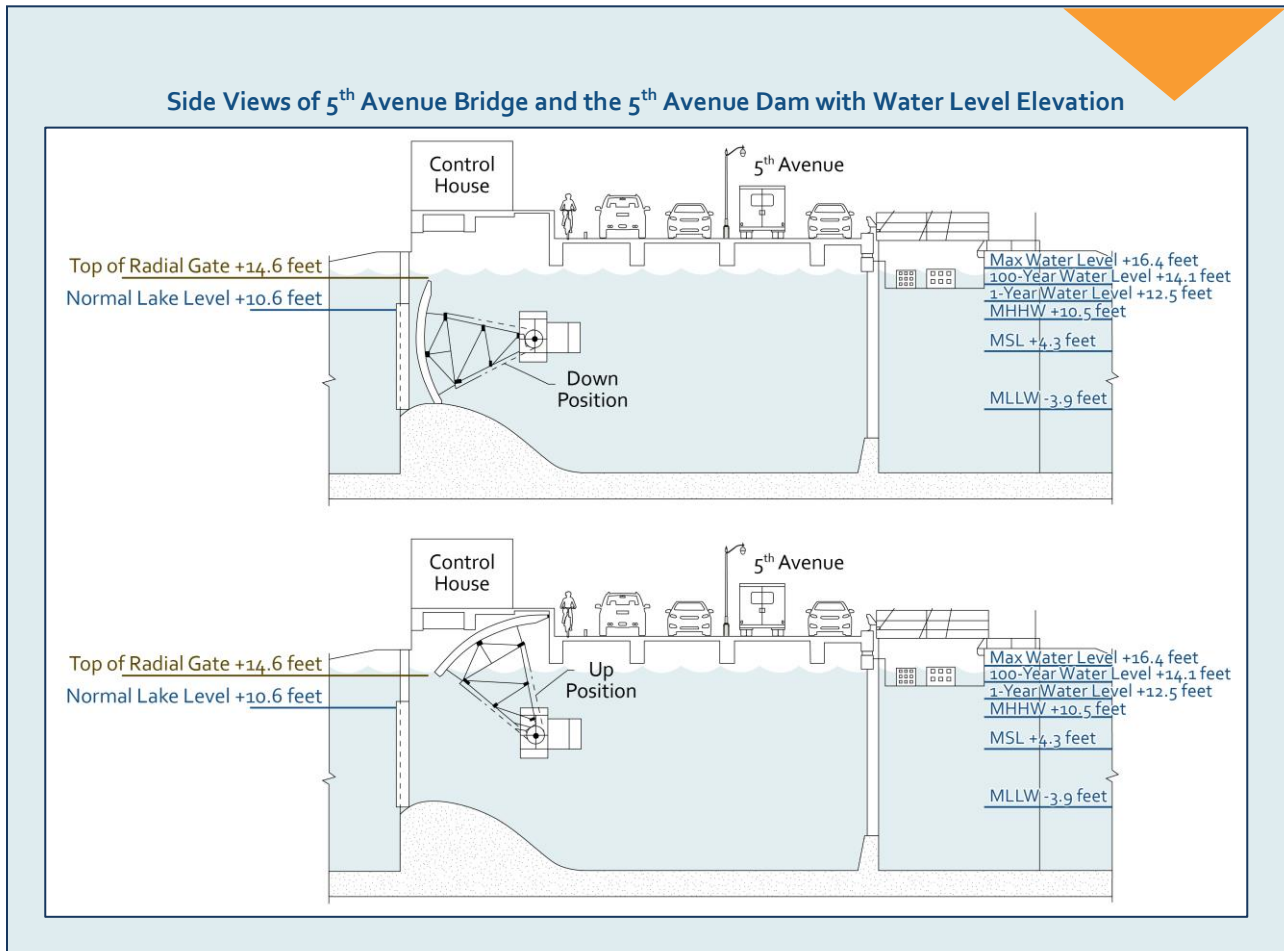 Side Views of 5th Avenue Bridge and the 5th Avenue Dam with Water Level Elevation
Control
House
5th Avenue
Top of Radial Gate +14.6 feet
Normal Lake Level +10.6 feet
Down
Position
Max Water Level +16.4 feet
100-Year Water Level +14.1 feet
1-Year Water Level +12.5 feet
MHHW +10.5 feet
MSL +4.3 feet
MLLW -3.9 feet
Control
House
5th Avenue
Top of Radial Gate +14.6 feet
Normal Lake Level +10.6 feet
Up
Position
Max Water Level +16.4 feet
100-Year Water Level +14.1 feet
1-Year Water Level +12.5 feet
MHHW +10.5 feet
MSL +4.3 feet
MLLW -3.9 feet